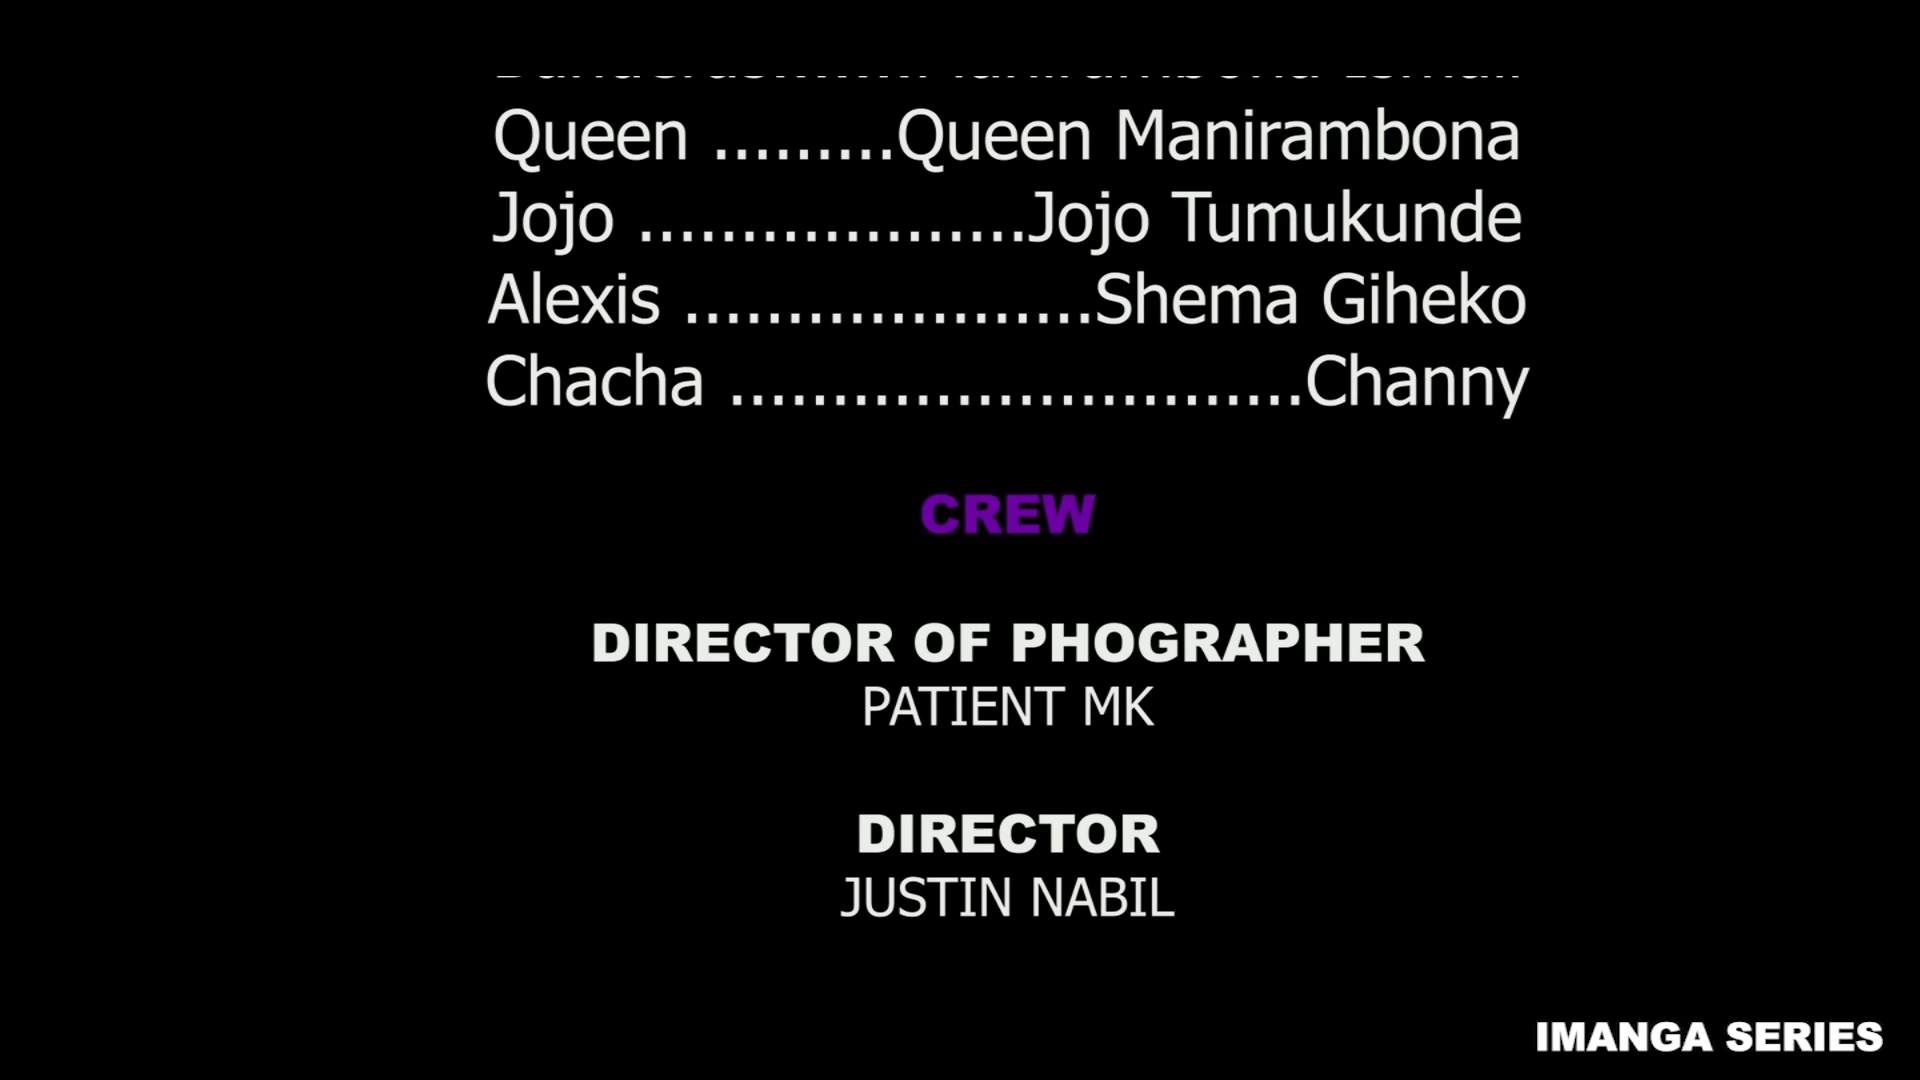 Queen .........Queen Manirambona
Jojo ...................Jojo Tumukunde
Alexis ....................Shema Giheko
Chacha ............................Channy
CREW
DIRECTOR OF PHOGRAPHER
PATIENT MK
DIRECTOR
JUSTIN NABIL
IMANGA SERIES